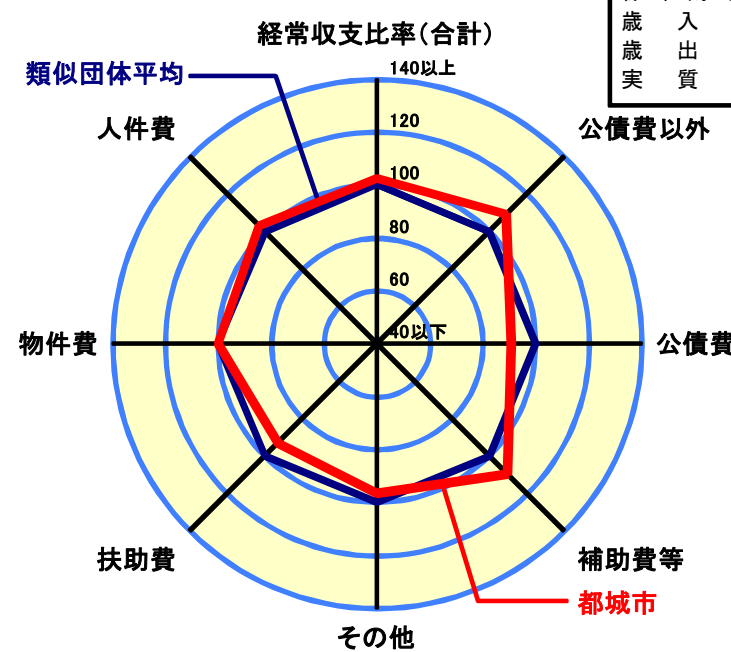 経常収支比率(合計)
歳 入
歳 出
実 質
類似団体平均
140以上
人件費
120
公債費以外
100
80
60
物件費
40以下
公債費
扶助費
補助費等
都城市
その他